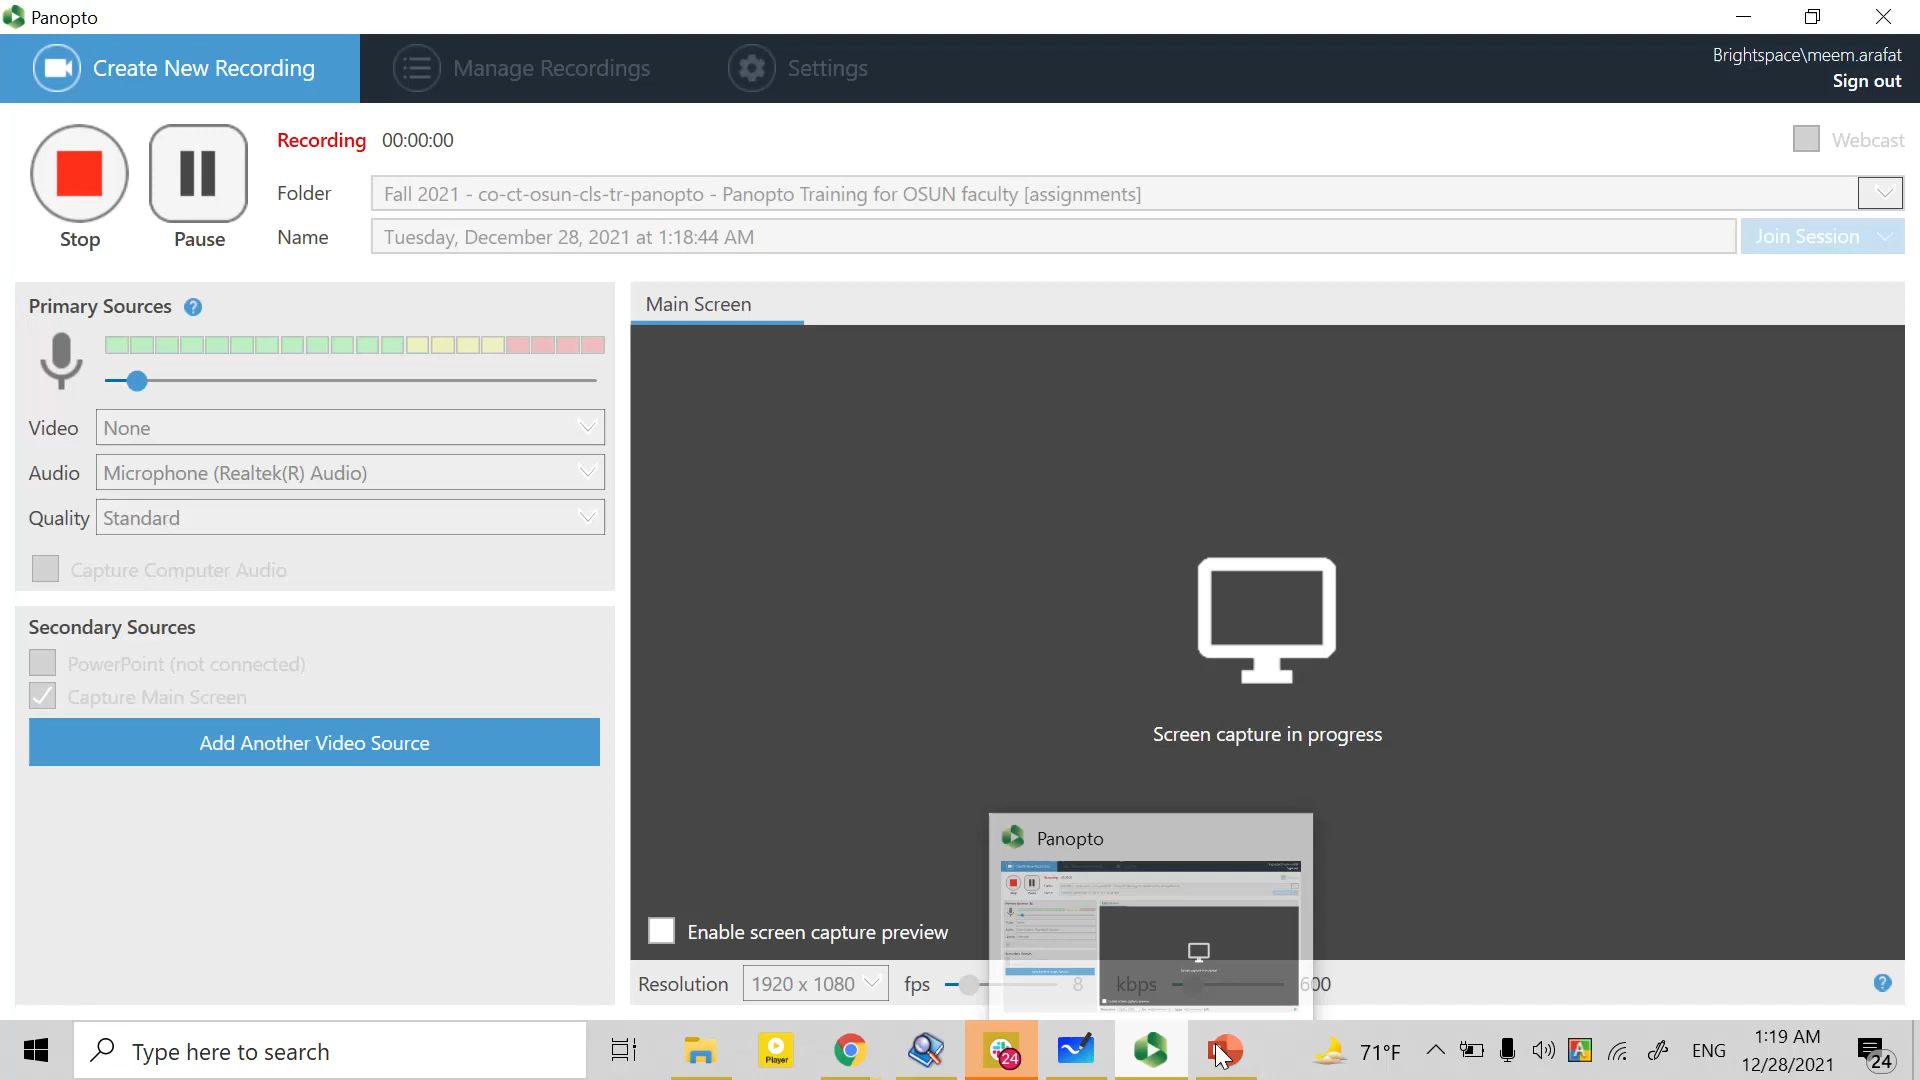 Panopto
Create New Recording
Manage Recordings
Settings
Brightspace\meem.arafat
Sign out
Recording 00:00:00
Webcast
Folder
Fall 2021 - co-ct-osun-cls-tr-panopto - Panopto Training for OSUN faculty [assignments]
Stop
Pause
Name
Tuesday, December 28, 2021 at 1:18:44 AM
Join Session
Primary Sources ?
Main Screen
Video None
Audio Microphone (Realtek(R) Audio)
Quality Standard
Capture Computer Audio
Secondary Sources
PowerPoint (not connected)
Capture Main Screen
Add Another Video Source
Screen capture in progress
Panopto
Enable screen capture preview
Resolution 1920 x 1080 fps 8 kbps 600 ?
Type here to search
Player
24
71°F
A
ENG
1:19 AM
12/28/2021
24